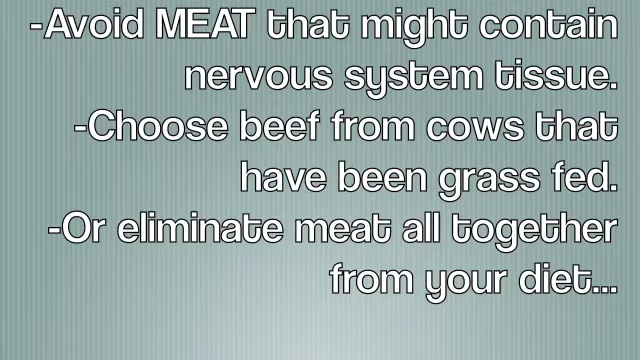 -Avoid MEAT that might contain
nervous system tissue.
-Choose beef from cows that
have been grass fed.
-Or eliminate meat all together
from your diet...